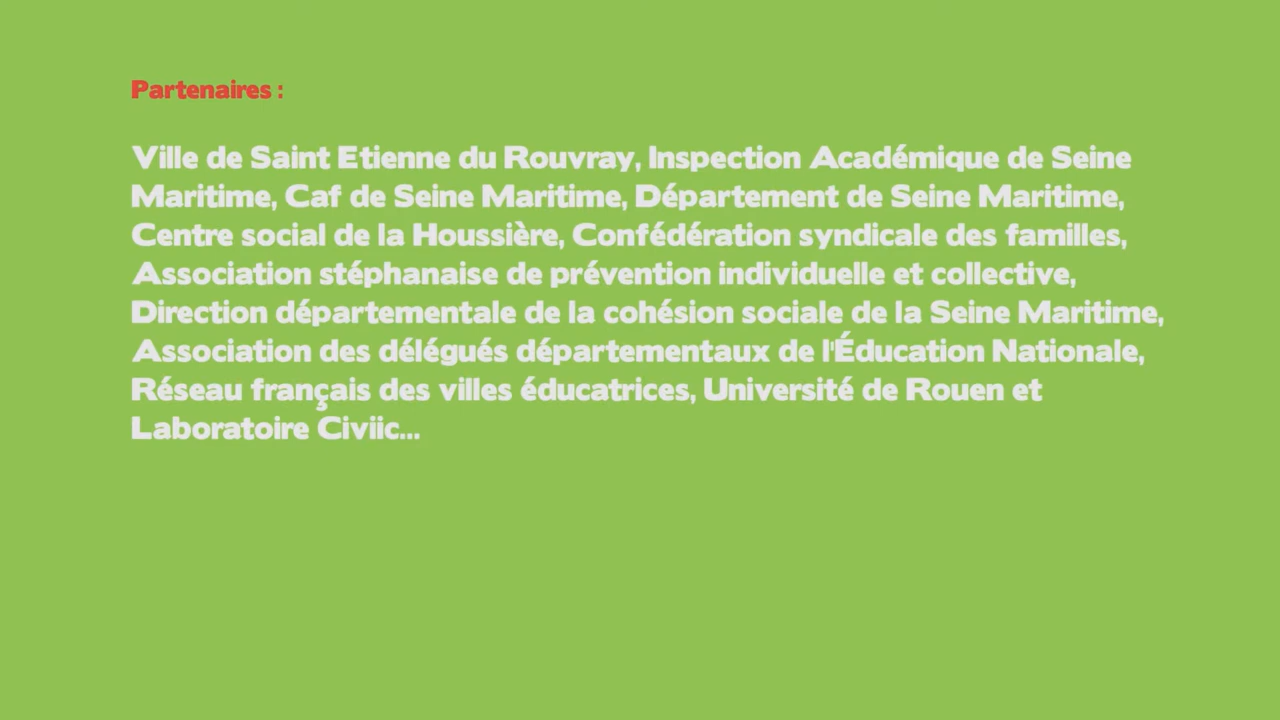 Partenaires :
Ville de Saint Etienne du Rouvray, Inspection Académique de Seine
Maritime, Caf de Seine Maritime, Département de Seine Maritime,
Centre social de la Houssière, Confédération syndicale des familles,
Association stéphanaise de prévention individuelle et collective,
Direction départementale de la cohésion sociale de la Seine Maritime,
Association des délégués départementaux de l'Éducation Nationale,
Réseau français des villes éducatrices, Université de Rouen et
Laboratoire Civiic...